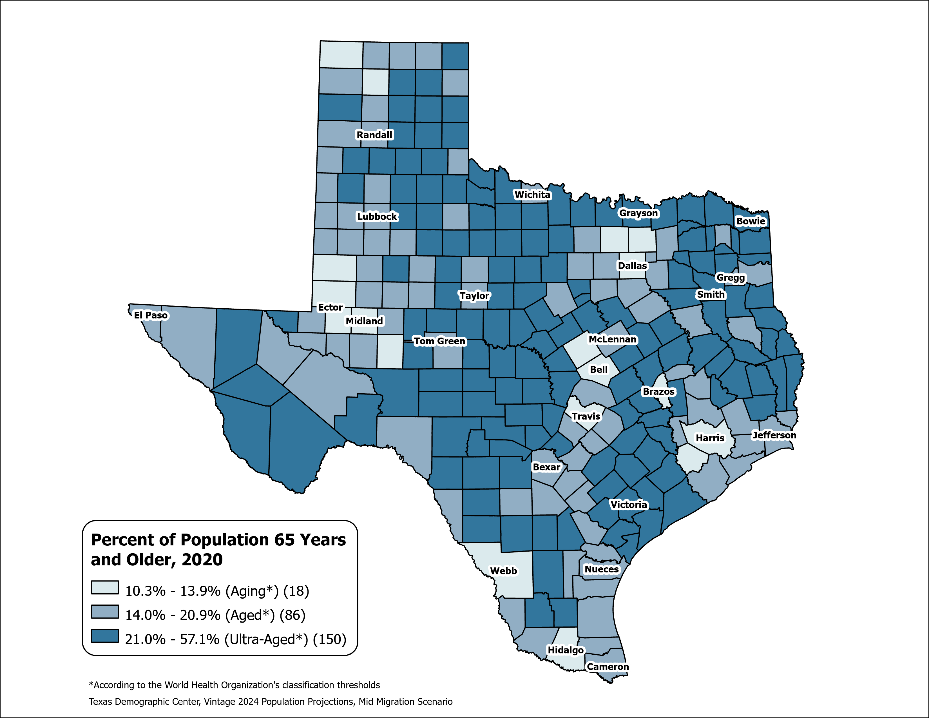 Randall
Wichita
Grayson
Bowie
Lubbock
Dallas
Gregg
Smith
Taylor
Ector
El Paso
Midland
Tom Green
McLennan
Bell
Brazos
Travis
Harris
Jefferson
Bexar
Victoria
Webb
Nueces
Hidalgo
Cameron
Percent of Population 65 Years
and Older, 2020
10.3% - 13.9% (Aging*) (18)
14.0% - 20.9% (Aged*) (86)
21.0% - 57.1% (Ultra-Aged*) (150)
*According to the World Health Organization's classification thresholds
Texas Demographic Center, Vintage 2024 Population Projections, Mid Migration Scenario